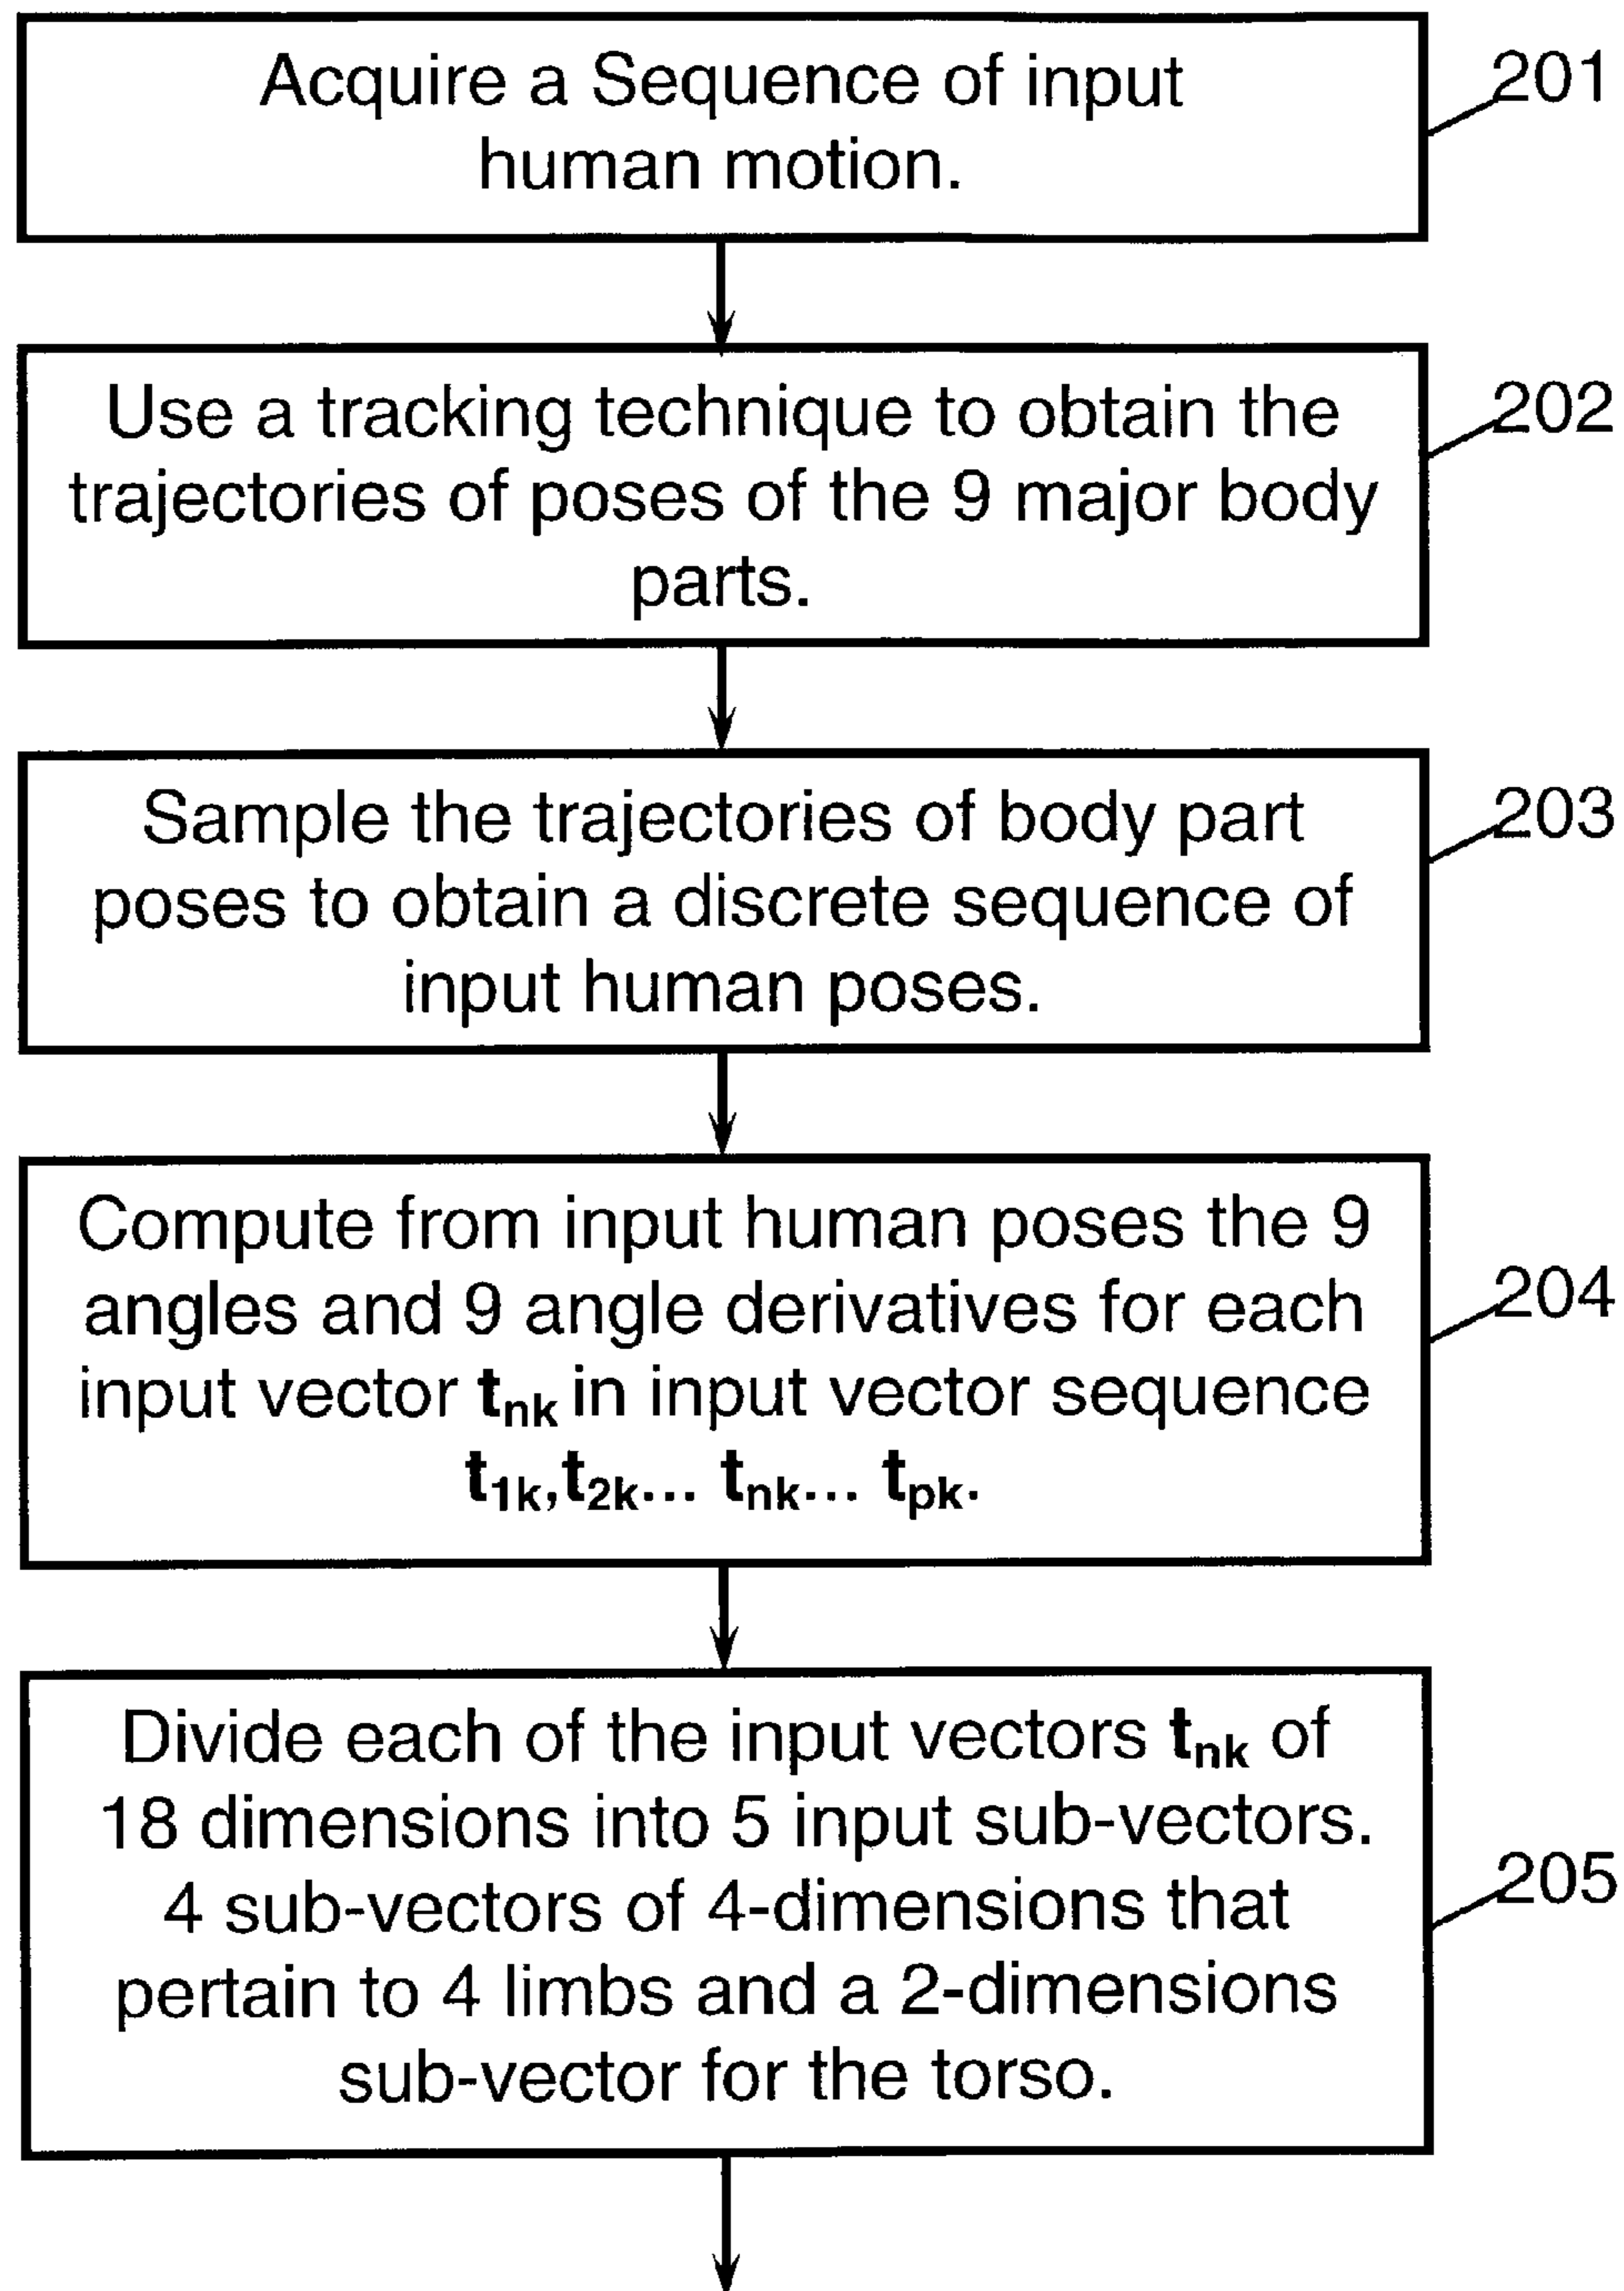 Acquire a Sequence of input
human motion.
201
Use a tracking technique to obtain the
trajectories of poses of the 9 major body
parts.
202
Sample the trajectories of body part
poses to obtain a discrete sequence of
input human poses.
203
Compute from input human poses the 9
angles and 9 angle derivatives for each
input vector tnk in input vector sequence
t1k,t2k... tnk... tpk.
204
Divide each of the input vectors tnk of
18 dimensions into 5 input sub-vectors.
4 sub-vectors of 4-dimensions that
pertain to 4 limbs and a 2-dimensions
sub-vector for the torso.
205